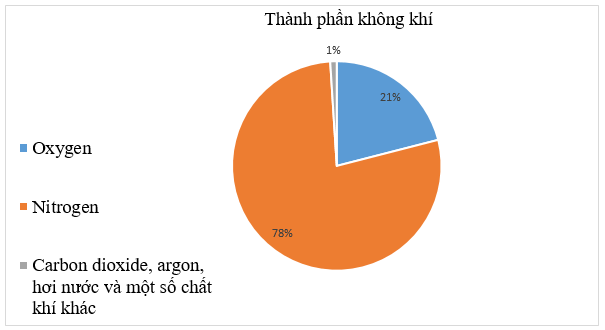 Thành phần không khí
1%
21%
78%
Oxygen
Nitrogen
Carbon dioxide, argon,
hơi nước và một số chất
khí khác